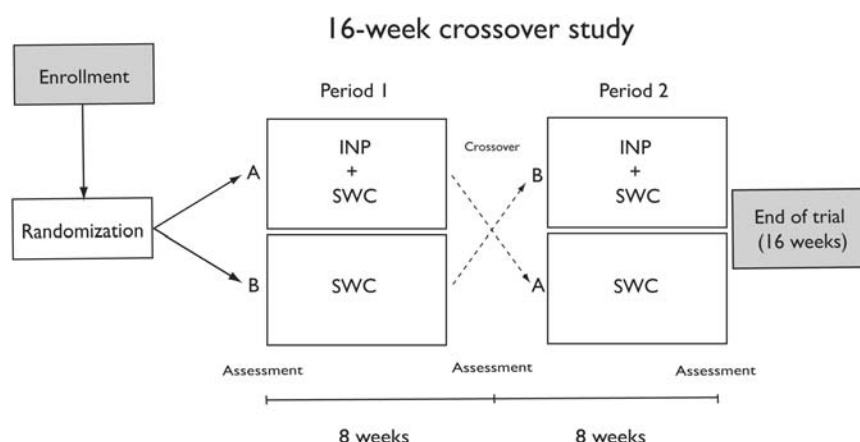 16-week crossover study
Enrollment
Period 1
Period 2
INP
+
SWC
Crossover
INP
+
SWC
A
B
Randomization
End of trial
(16 weeks)
B
SWC
A
SWC
Assessment
Assessment
Assessment
8 weeks
8 weeks